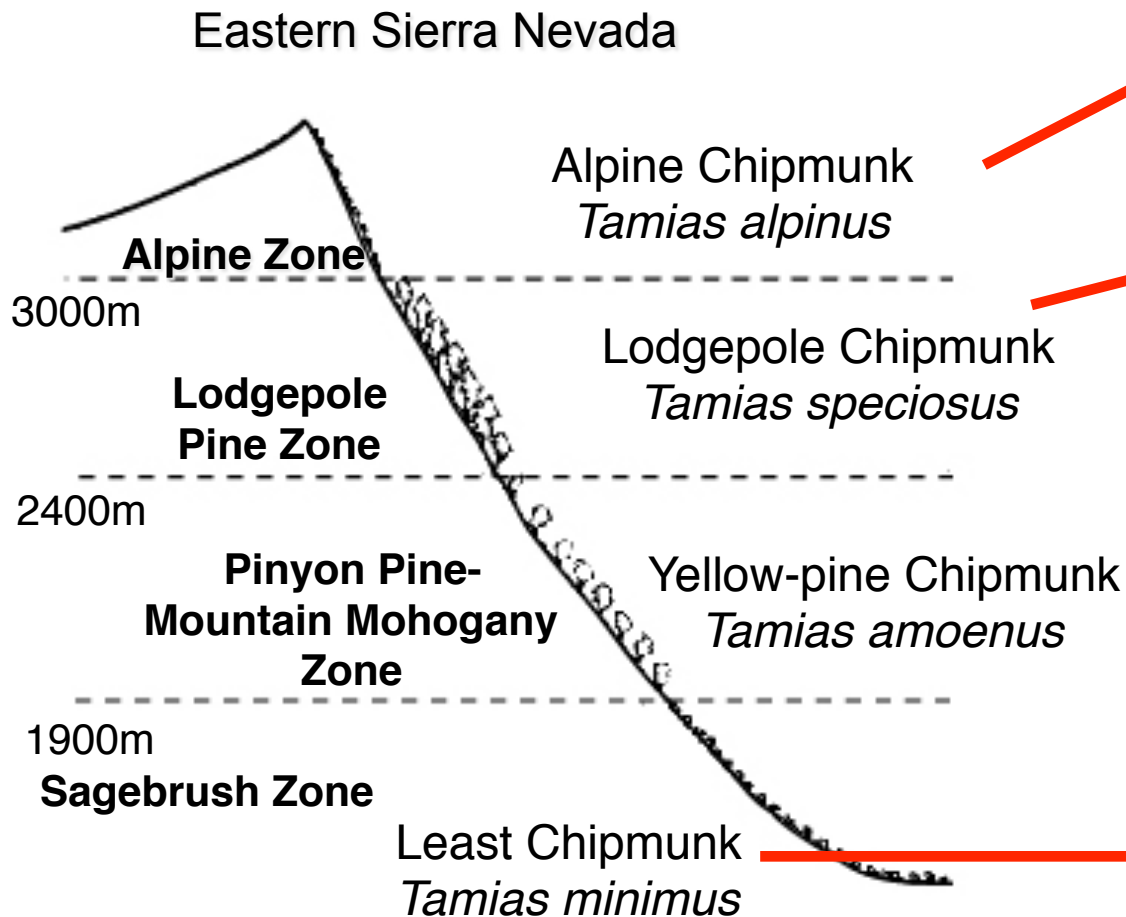 Eastern Sierra Nevada
Alpine Chipmunk
Tamias alpinus
Alpine Zone
3000m
Lodgepole Chipmunk
Tamias speciosus
Lodgepole
Pine Zone
2400m
Pinyon Pine-
Mountain Mohogany
Zone
Yellow-pine Chipmunk
Tamias amoenus
1900m
Sagebrush Zone
Least Chipmunk
Tamias minimus